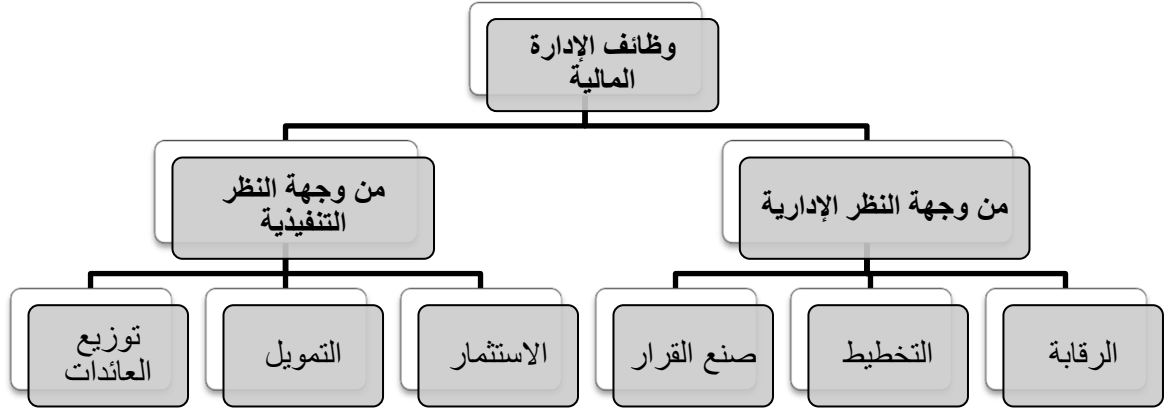 وظائف الإدارة
المالية
من وجهة النظر الإدارية
من وجهة النظر
التنفيذية
الرقابة
التخطيط
صنع القرار
الاستثمار
التمويل
توزيع
العائدات